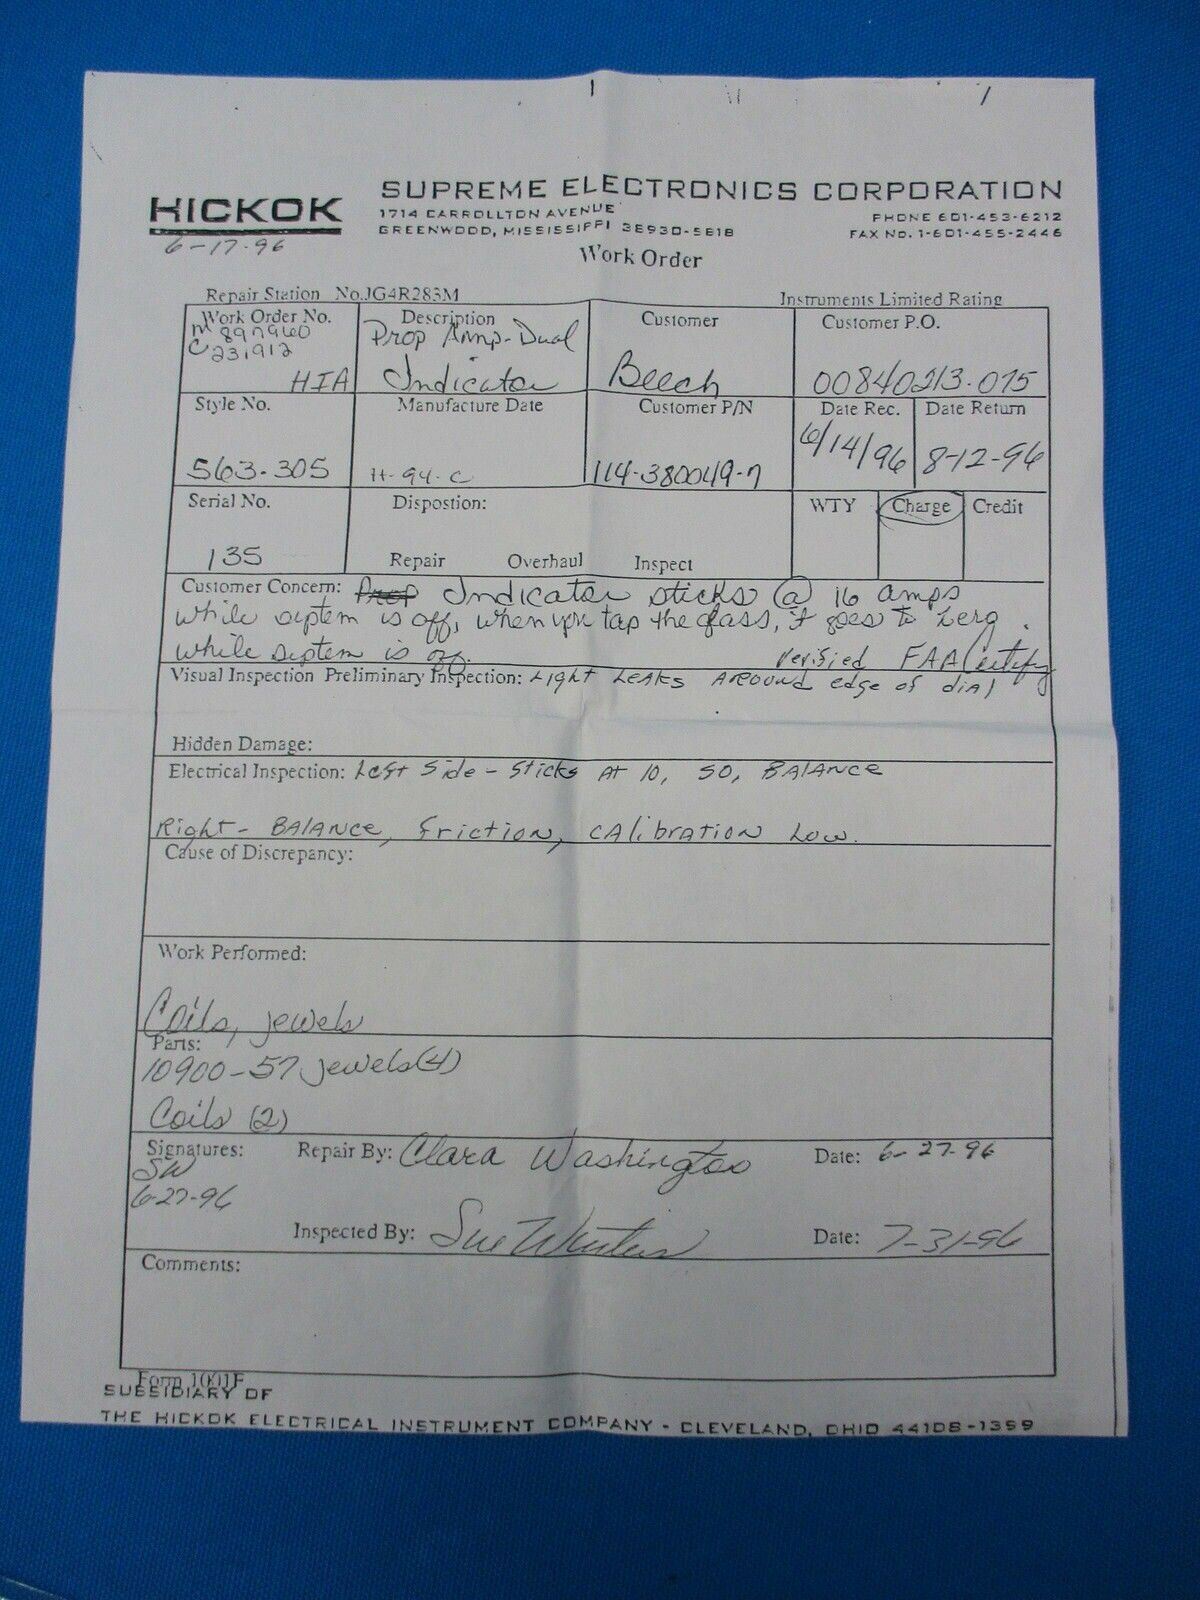 HICKOK
SUPREME ELECTRONICS CORPORATION
1714 CARROLLTON AVENUE
GREENWOOD, MISSISSIPPI 38930-5818
PHONE 601-453-6212
FAX NO. 1-601-455-2446
6-17-96
Work Order
Repair Station No.JG4R283M
Instruments Limited Rating
Work Order No.
Description
Customer
Customer P.O.
M 897960
C 231912
HIA
Prop Amp-Dual
Indicator
Beech
00840213.075
Style No.
Manufacture Date
Customer P/N
Date Rec.
Date Return
563-305
H-94-C
114-380049-7
6/14/96
8-12-96
Serial No.
Dispostion:
WTY
Charge
Credit
135
Repair
Overhaul
Inspect
Customer Concern: Prop Indicator sticks @ 16 amps
while system is off, when you tap the glass, it goes to zero
while system is off. verified FAA Certify
Visual Inspection Preliminary Inspection: Light Leaks around edge of dial
Hidden Damage:
Electrical Inspection: Left Side - Sticks At 10, 50, BALANCE
Right - BALANCE, friction, CAlibration Low.
Cause of Discrepancy:
Work Performed:
Coils, jewels
Parts:
10900-57 jewels(4)
Coils (2)
Signatures:
SW
6-27-96
Repair By: Clara Washington
Date: 6-27-96
Inspected By: Sue Winters
Date: 7-31-96
Comments:
Form 1001F
SUBSIDIARY OF
THE HICKOK ELECTRICAL INSTRUMENT COMPANY - CLEVELAND, OHIO 44108-1399